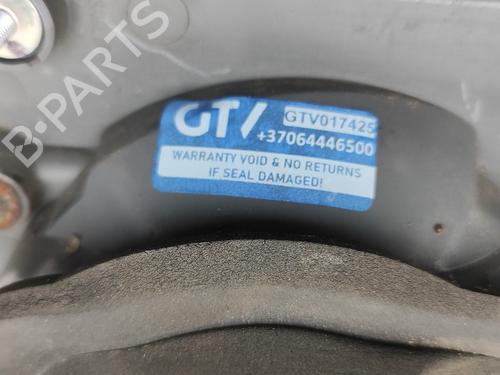 GTV
GTV017425
+37064446500
WARRANTY VOID & NO RETURNS
IF SEAL DAMAGED!
B-PARTS